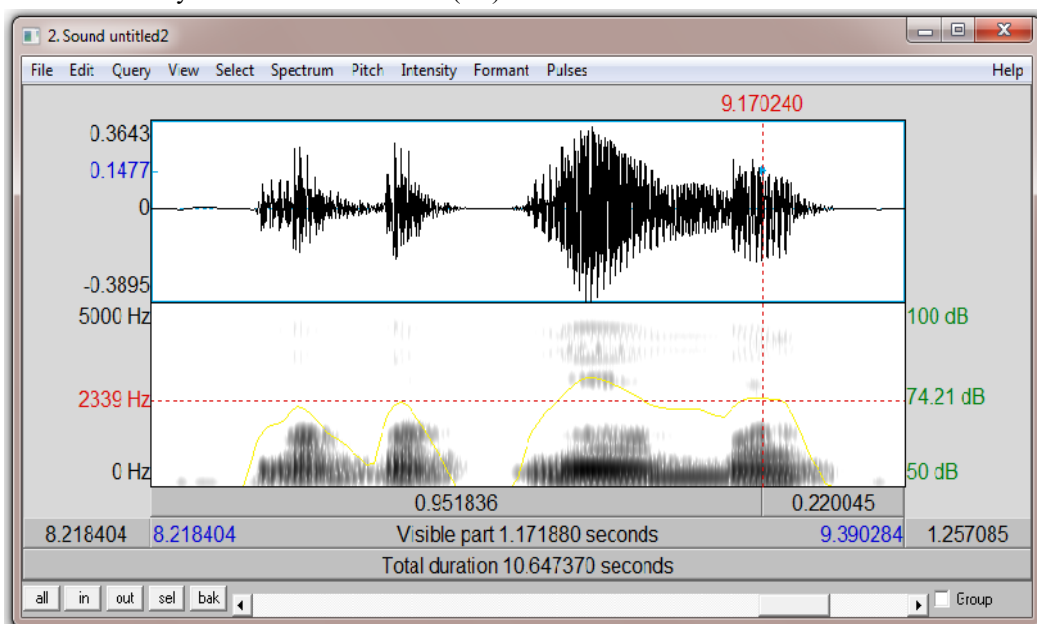 2. Sound untitled2
File Edit Query View Select Spectrum Pitch Intensity Formant Pulses Help
9.170240
0.3643
0.1477
0
-0.3895
5000 Hz 100 dB
2339 Hz 74.21 dB
0 Hz 50 dB
0.951836 0.220045
8.218404 8.218404 Visible part 1.171880 seconds 9.390284 1.257085
Total duration 10.647370 seconds
all in out sel bak Group